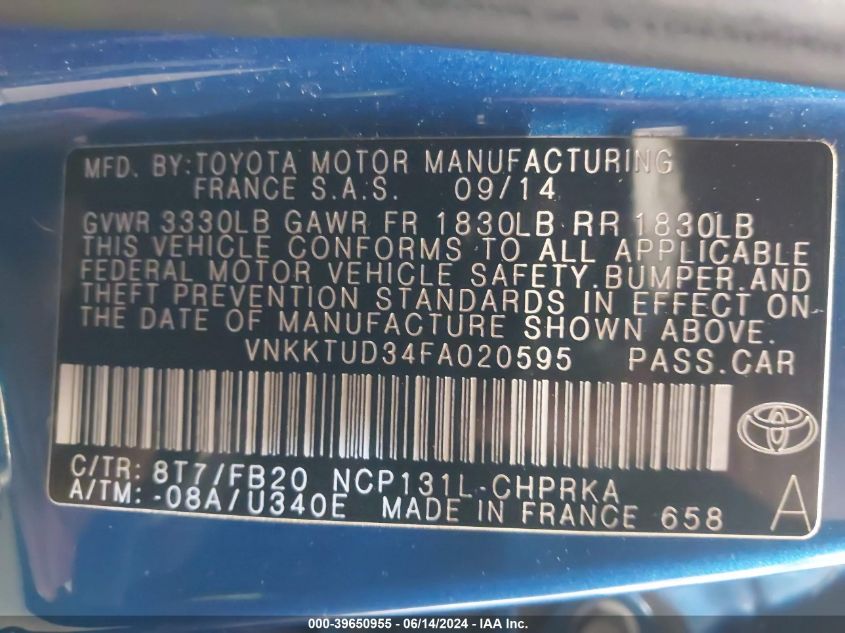 MFD. BY: TOYOTA MOTOR MANUFACTURING
FRANCE S.A.S. 09/14
GVWR 3330LB GAWR FR 1830LB RR 1830LB
THIS VEHICLE CONFORMS TO ALL APPLICABLE
FEDERAL MOTOR VEHICLE SAFETY.BUMPER.AND
THEFT PREVENTION STANDARDS IN EFFECT ON
THE DATE OF MANUFACTURE SHOWN ABOVE.
VNKKTUD34FA020595 PASS.CAR
C/TR: 8T7/FB20 NCP131L-CHPRKA
A/TM: -08A/U340E MADE IN FRANCE 658 A
000-39650955 - 06/14/2024 - IAA Inc.